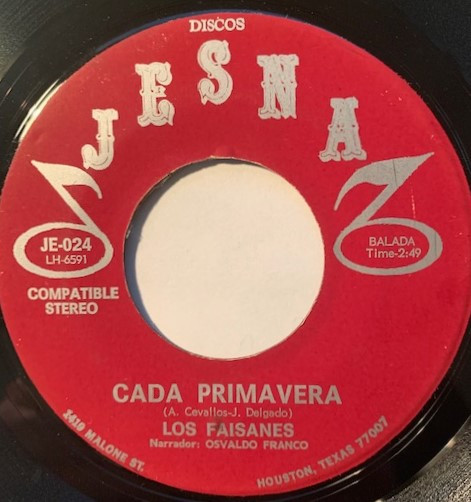 DISCOS
JESNA
JE-024
LH-6591
COMPATIBLE
STEREO
BALADA
Time-2:49
CADA PRIMAVERA
(A. Cevallos-J. Delgado)
LOS FAISANES
Narrador: OSVALDO FRANCO
1419 MALONE ST.
HOUSTON, TEXAS 77007